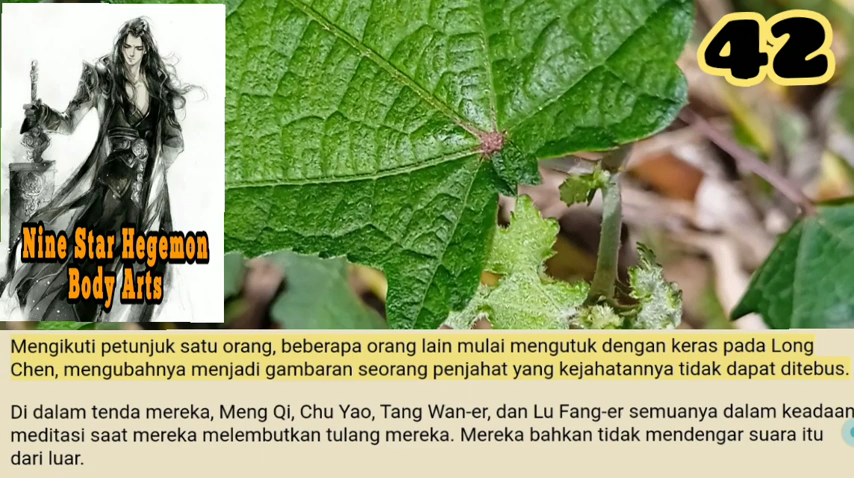 42
Nine Star Hegemon
Body Arts
Mengikuti petunjuk satu orang, beberapa orang lain mulai mengutuk dengan keras pada Long
Chen, mengubahnya menjadi gambaran seorang penjahat yang kejahatannya tidak dapat ditebus.
Di dalam tenda mereka, Meng Qi, Chu Yao, Tang Wan-er, dan Lu Fang-er semuanya dalam keadaan
meditasi saat mereka melembutkan tulang mereka. Mereka bahkan tidak mendengar suara itu
dari luar.